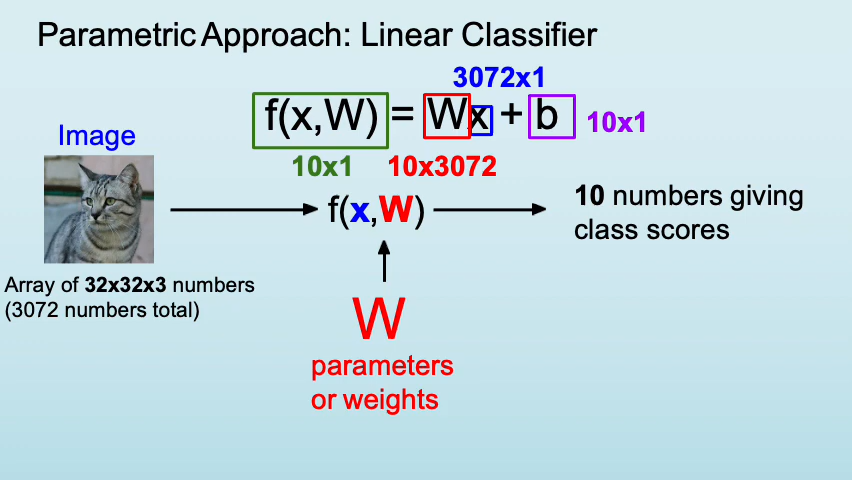 Parametric Approach: Linear Classifier
3072x1
f(x,W) = Wx + b
10x1
Image
10x1
10x3072
f(x,W)
10 numbers giving
class scores
Array of 32x32x3 numbers
(3072 numbers total)
W
parameters
or weights